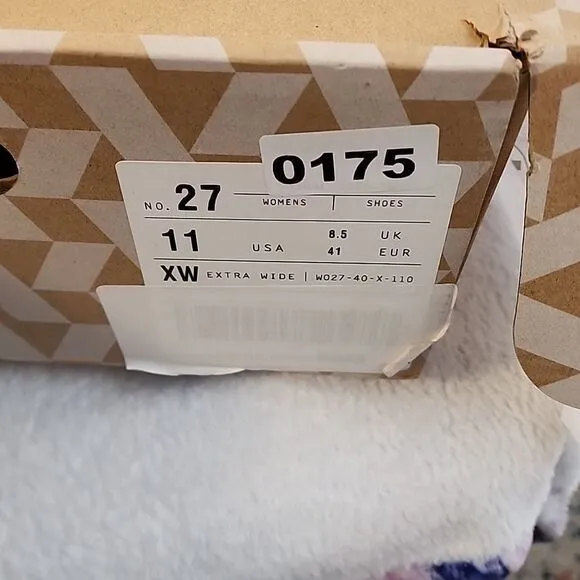 0175
NO. 27 WOMENS SHOES
11 USA 8.5 UK
41 EUR
XW EXTRA WIDE | W027-40-X-110